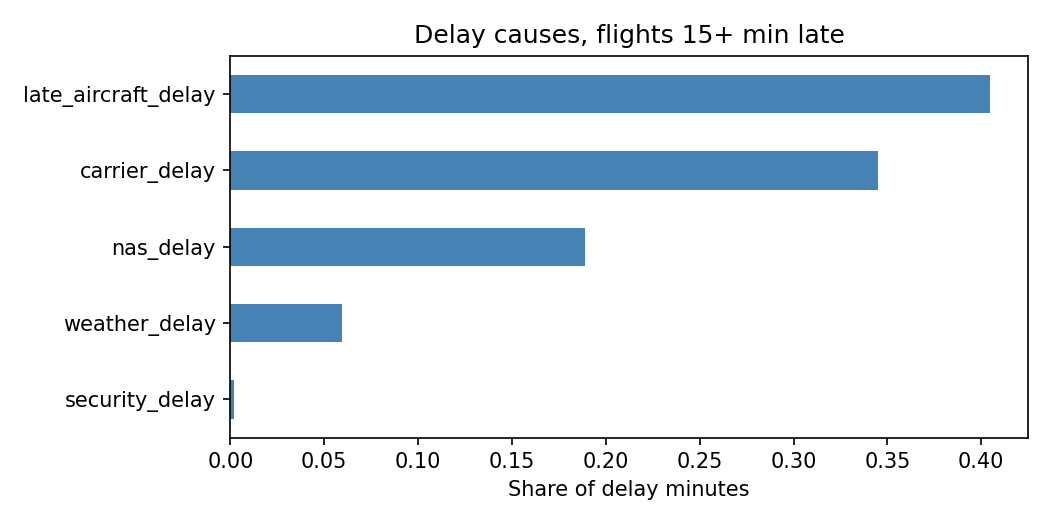 Delay causes, flights 15+ min late
late_aircraft_delay
carrier_delay
nas_delay
weather_delay
security_delay
0.00 0.05 0.10 0.15 0.20 0.25 0.30 0.35 0.40
Share of delay minutes